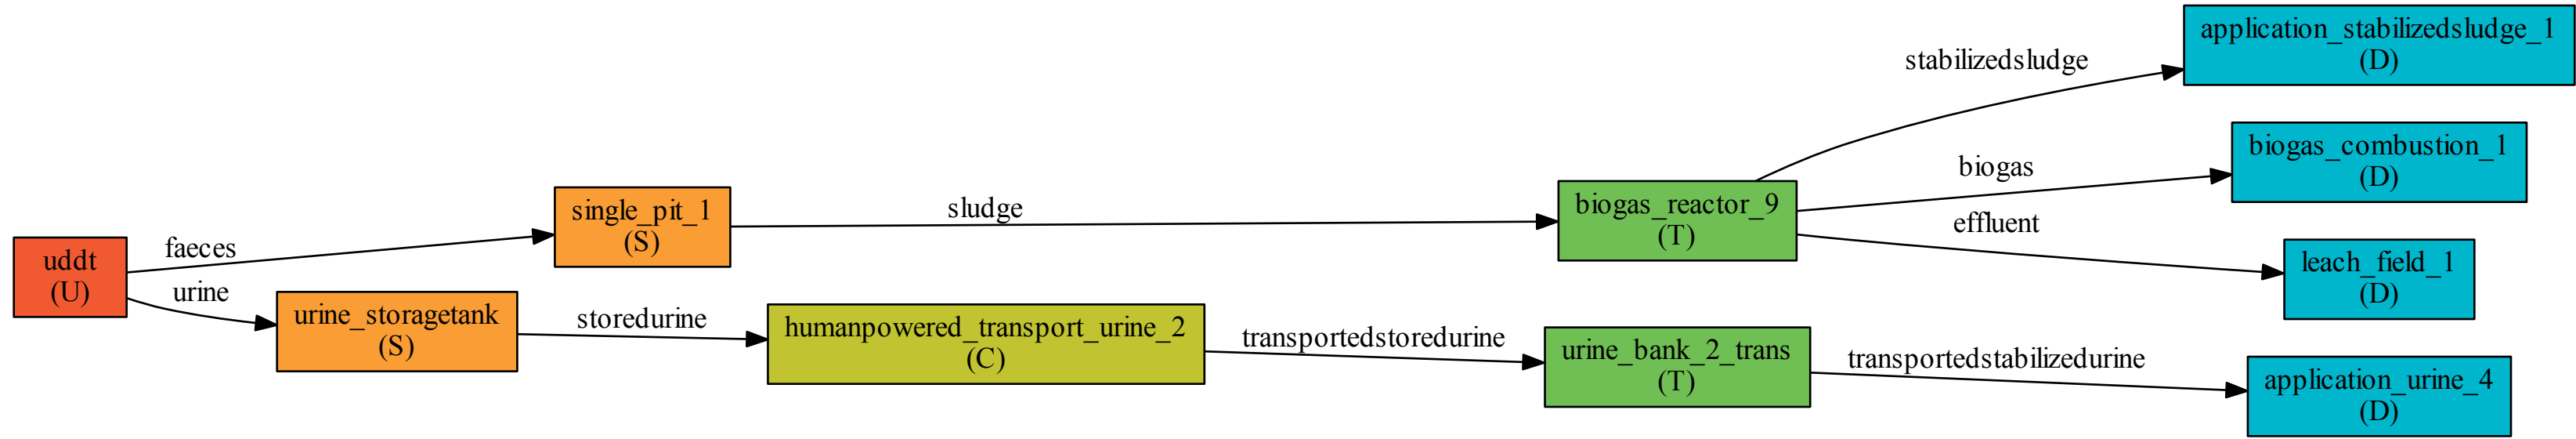 uddt
(U)
faeces
urine
single_pit_1
(S)
urine_storagetank
(S)
sludge
storedurine
humanpowered_transport_urine_2
(C)
transportedstoredurine
biogas_reactor_9
(T)
urine_bank_2_trans
(T)
stabilizedsludge
biogas
effluent
transportedstabilizedurine
application_stabilizedsludge_1
(D)
biogas_combustion_1
(D)
leach_field_1
(D)
application_urine_4
(D)